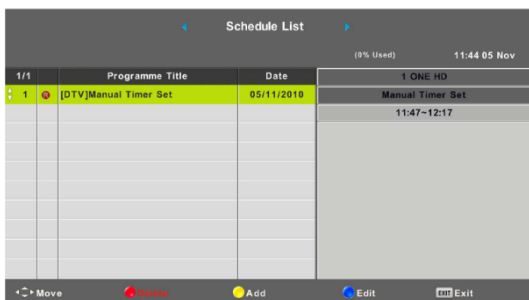 Schedule List
(0% Used) 11:44 05 Nov
1/1 Programme Title Date 1 ONE HD
1 R [DTV]Manual Timer Set 05/11/2010 Manual Timer Set
11:47~12:17
Move Delete Add Edit EXIT Exit